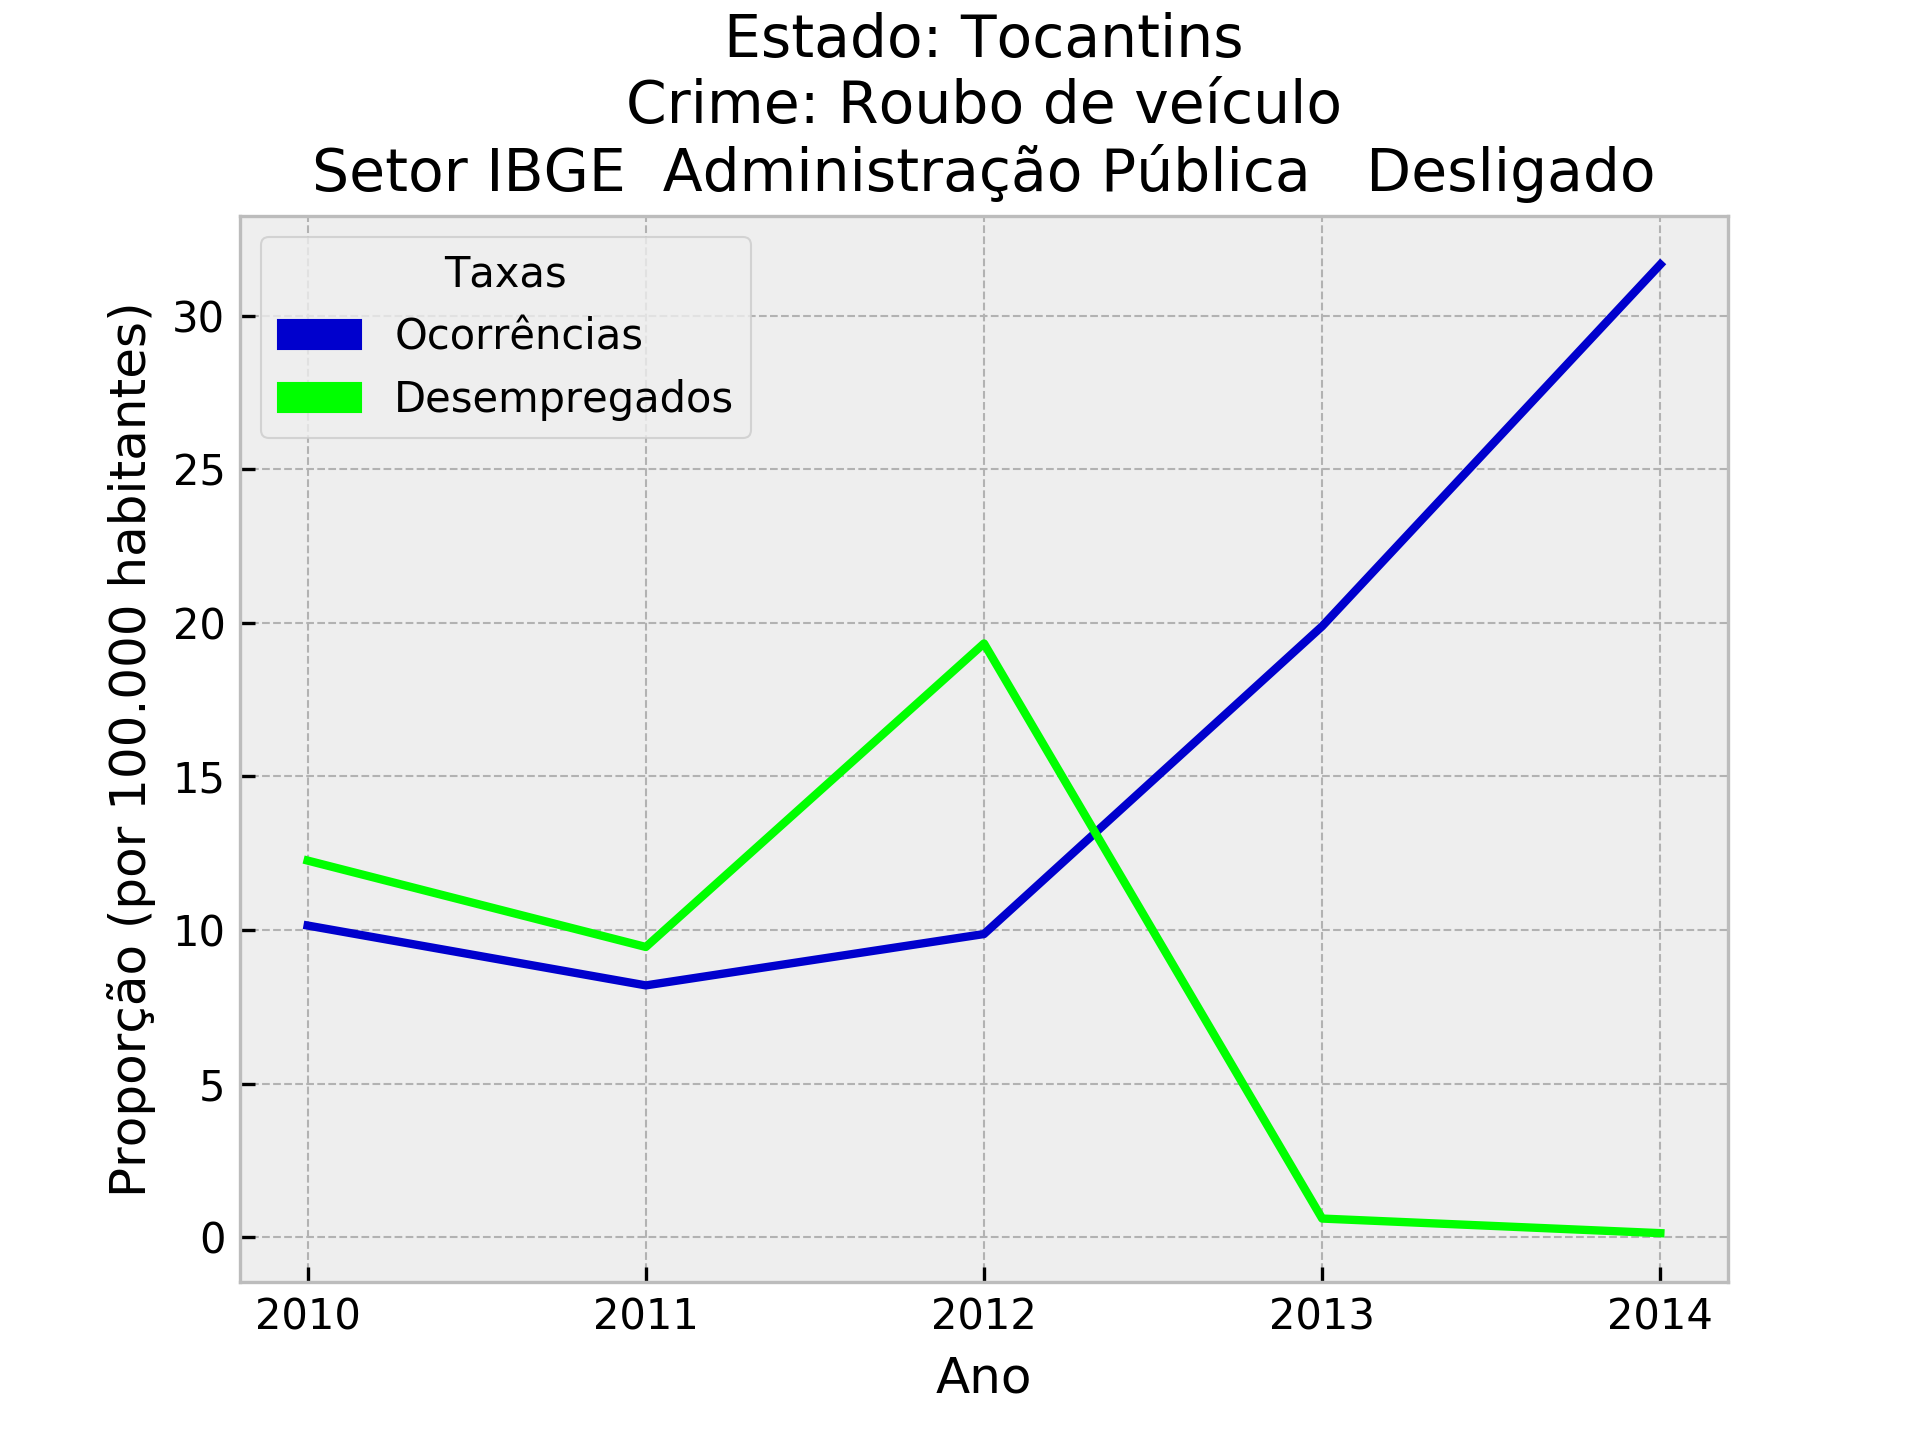 Estado: Tocantins
Crime: Roubo de veículo
Setor IBGE  Administração Pública   Desligado
Taxas
Ocorrências
Desempregados
Proporção (por 100.000 habitantes)
30
25
20
15
10
5
0
2010
2011
2012
2013
2014
Ano